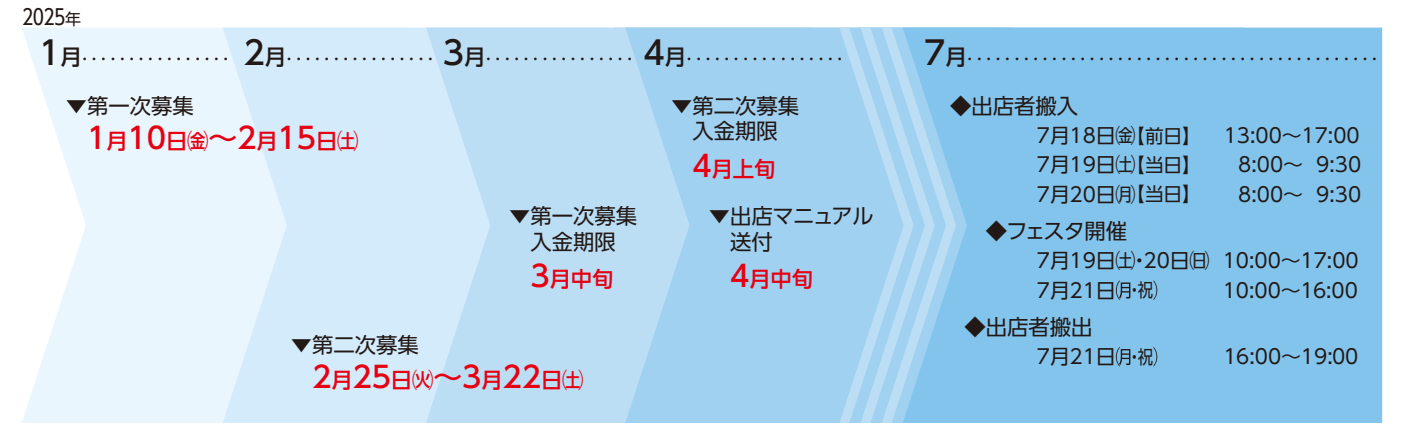 2025年
1月................ 2月................ 3月................ 4月.................. 7月.............................................
▼第一次募集
1月10日㈮～2月15日㈯
▼第一次募集
入金期限
3月中旬
▼第二次募集
2月25日㈫～3月22日㈯
▼第二次募集
入金期限
4月上旬
▼出店マニュアル
送付
4月中旬
◆出店者搬入
7月18日㈮【前日】 13:00～17:00
7月19日㈯【当日】 8:00～ 9:30
7月20日㈪【当日】 8:00～ 9:30
◆フェスタ開催
7月19日㈯・20日㈰ 10:00～17:00
7月21日(月・祝) 10:00～16:00
◆出店者搬出
7月21日(月・祝) 16:00～19:00